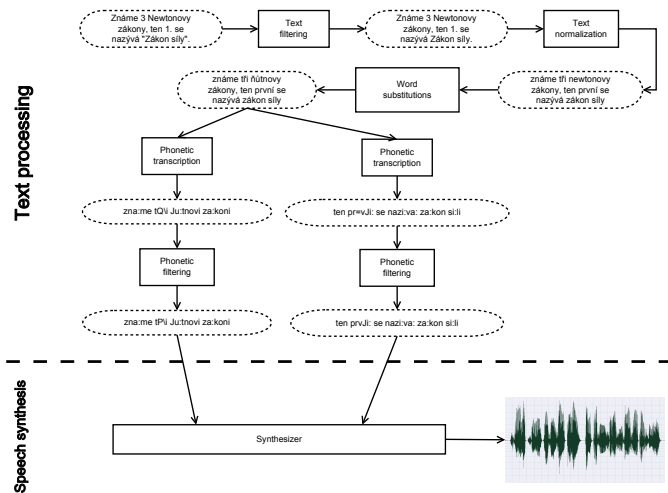 Známe 3 Newtonovy
zákony, ten 1. se
nazývá "Zákon síly".
Text
filtering
Známe 3 Newtonovy
zákony, ten 1. se
nazývá Zákon síly.
Text
normalization
známe tři newtonovy
zákony, ten první se
nazývá zákon síly
Word
substitutions
známe tři ňútnovy
zákony, ten první se
nazývá zákon síly
Text processing
Phonetic
transcription
Phonetic
transcription
zna:me tQ\i Ju:tnovi za:koni
ten pr=vJi: se nazi:va: za:kon si:li
Phonetic
filtering
Phonetic
filtering
zna:me tP\i Ju:tnovi za:koni
ten prvJi: se nazi:va: za:kon si:li
Speech synthesis
Synthesizer